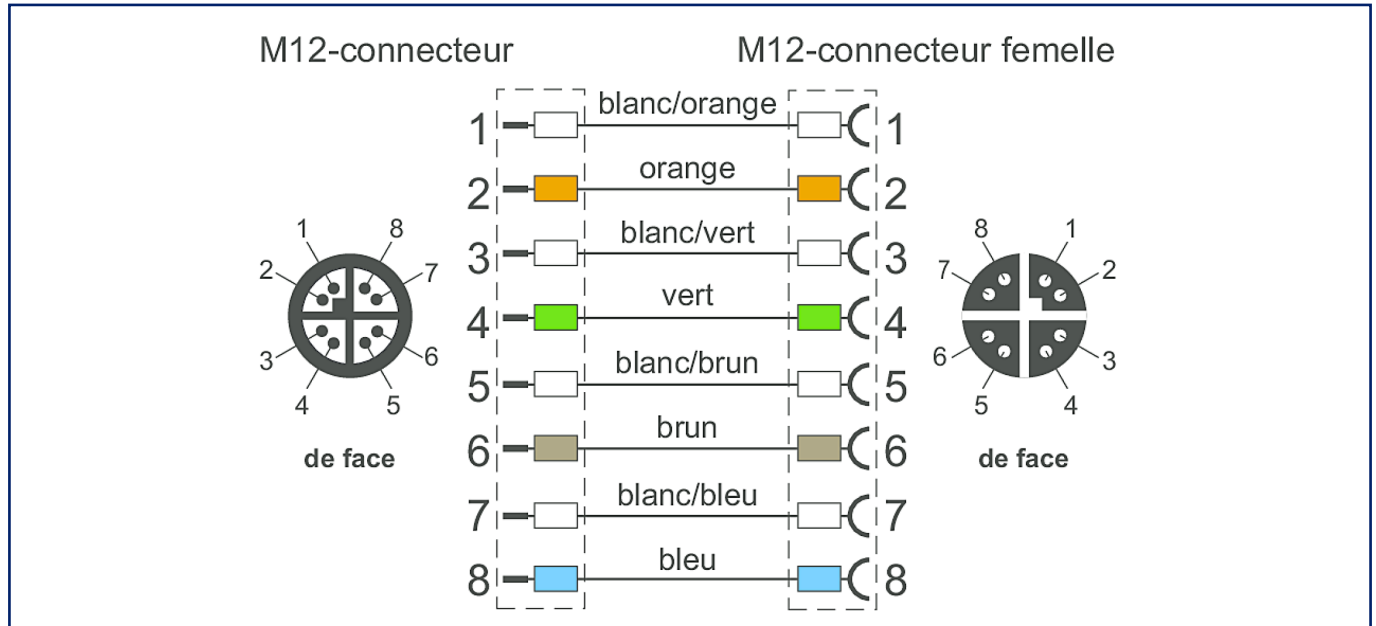 M12-connecteur
M12-connecteur femelle
1 blanc/orange 1
2 orange 2
3 blanc/vert 3
4 vert 4
5 blanc/brun 5
6 brun 6
7 blanc/bleu 7
8 bleu 8
1 8
2 7
3 6
4 5
de face
8 1
7 2
6 3
5 4
de face